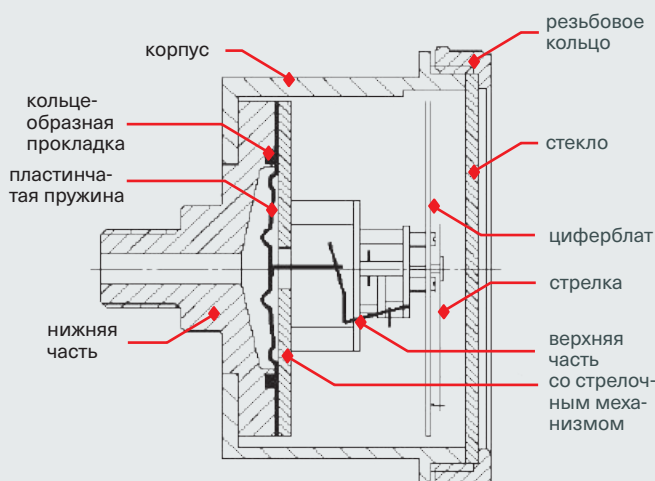 корпус
кольце-
образная
прокладка
пластинча-
тая пружина
нижняя
часть
резьбовое
кольцо
стекло
циферблат
стрелка
верхняя
часть
со стрелоч-
ным меха-
низмом